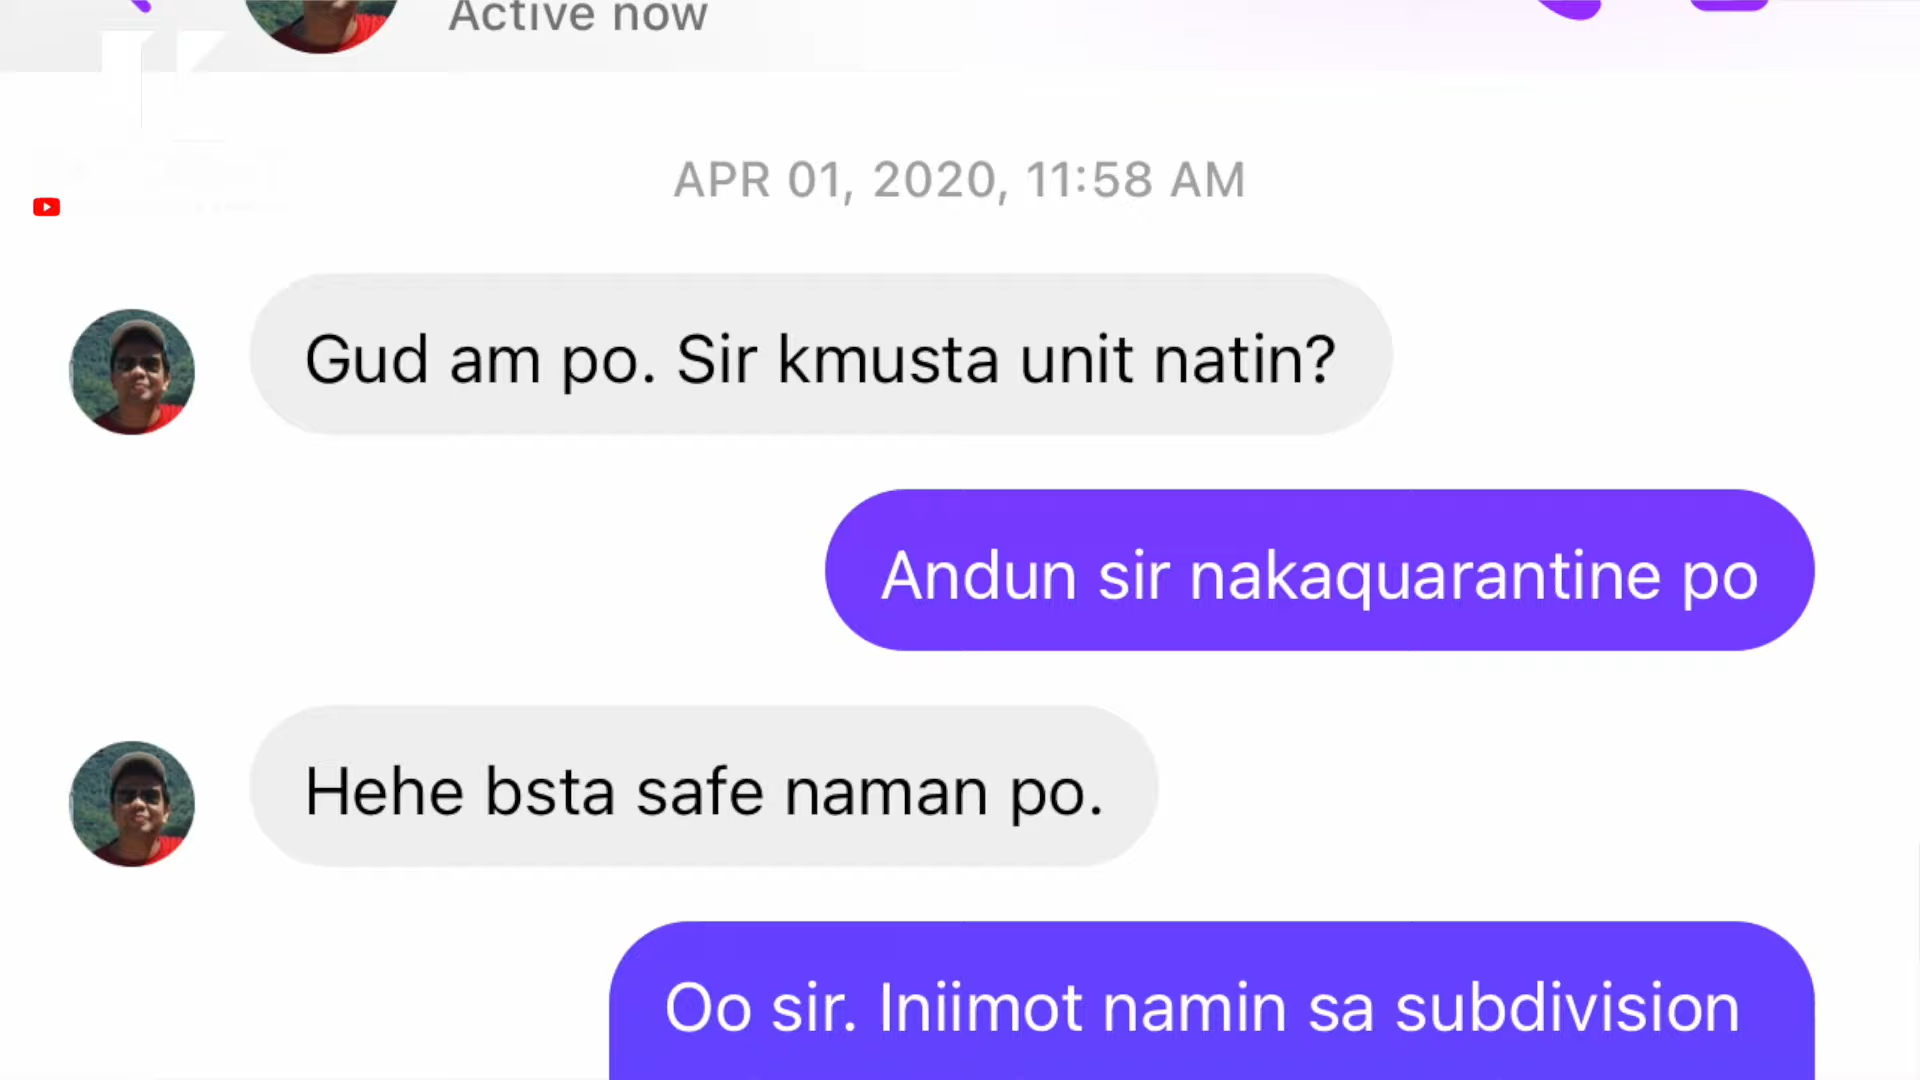 Active now
APR 01, 2020, 11:58 AM
Gud am po. Sir kmusta unit natin?
Andun sir nakaquarantine po
Hehe bsta safe naman po.
Oo sir. Iniimot namin sa subdivision